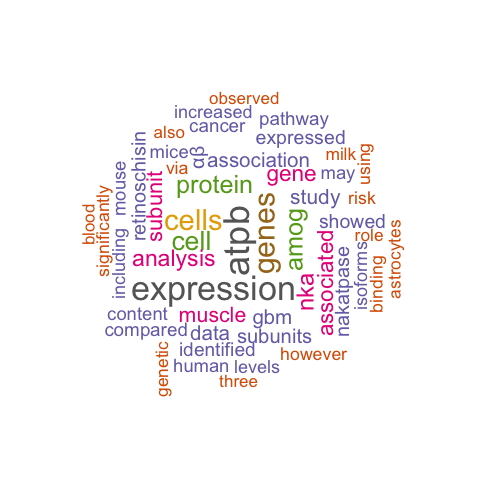 observed
increased
pathway
cancer
also
expressed
mice
αβ
association
milk
using
via
gene
may
retinoschisin
subunit
protein
study
risk
mouse
cells
atpb
genes
amog
showed
blood
significantly
cell
role
including
analysis
associated
nakatpase
isoforms
binding
astrocytes
expression
nka
content
muscle
gbm
compared
data
subunits
identified
however
genetic
human
levels
three